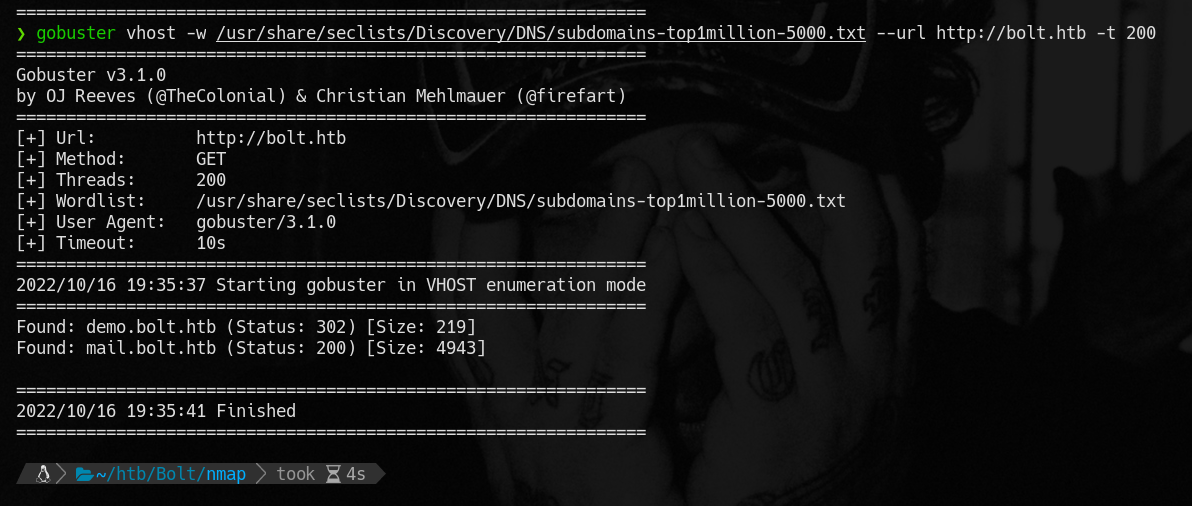 ===============================================================
❯ gobuster vhost -w /usr/share/seclists/Discovery/DNS/subdomains-top1million-5000.txt --url http://bolt.htb -t 200
===============================================================
Gobuster v3.1.0
by OJ Reeves (@TheColonial) & Christian Mehlmauer (@firefart)
===============================================================
[+] Url:          http://bolt.htb
[+] Method:       GET
[+] Threads:      200
[+] Wordlist:     /usr/share/seclists/Discovery/DNS/subdomains-top1million-5000.txt
[+] User Agent:   gobuster/3.1.0
[+] Timeout:      10s
===============================================================
2022/10/16 19:35:37 Starting gobuster in VHOST enumeration mode
===============================================================
Found: demo.bolt.htb (Status: 302) [Size: 219]
Found: mail.bolt.htb (Status: 200) [Size: 4943]
===============================================================
2022/10/16 19:35:41 Finished
===============================================================
~/htb/Bolt/nmap took 4s